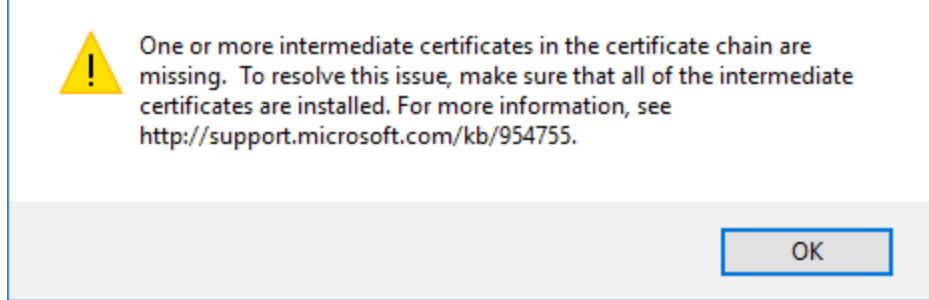 One or more intermediate certificates in the certificate chain are
missing.  To resolve this issue, make sure that all of the intermediate
certificates are installed. For more information, see
http://support.microsoft.com/kb/954755.
OK